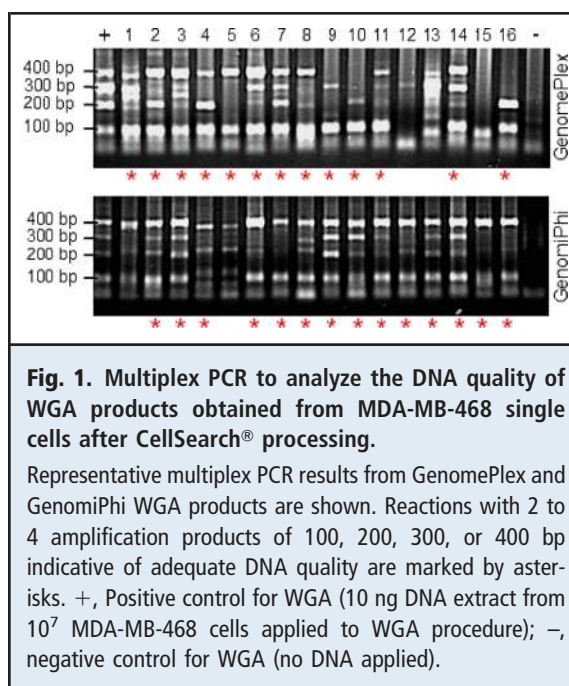 + 1 2 3 4 5 6 7 8 9 10 11 12 13 14 15 16 -
400 bp
300 bp
200 bp
100 bp
GenomePlex
* * * * * * * * * * * * *
400 bp
300 bp
200 bp
100 bp
GenomiPhi
* * * * * * * * * * * * * *
Fig. 1. Multiplex PCR to analyze the DNA quality of
WGA products obtained from MDA-MB-468 single
cells after CellSearch® processing.
Representative multiplex PCR results from GenomePlex and
GenomiPhi WGA products are shown. Reactions with 2 to
4 amplification products of 100, 200, 300, or 400 bp
indicative of adequate DNA quality are marked by aster-
isks. +, Positive control for WGA (10 ng DNA extract from
10⁷ MDA-MB-468 cells applied to WGA procedure); −,
negative control for WGA (no DNA applied).